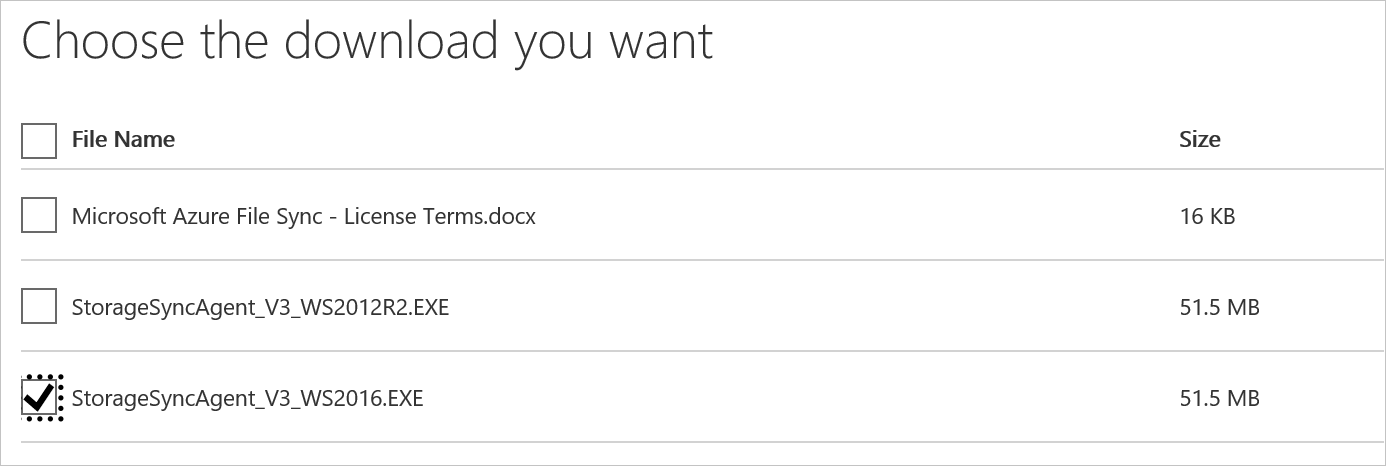 Choose the download you want
File Name Size
Microsoft Azure File Sync - License Terms.docx 16 KB
StorageSyncAgent_V3_WS2012R2.EXE 51.5 MB
StorageSyncAgent_V3_WS2016.EXE 51.5 MB